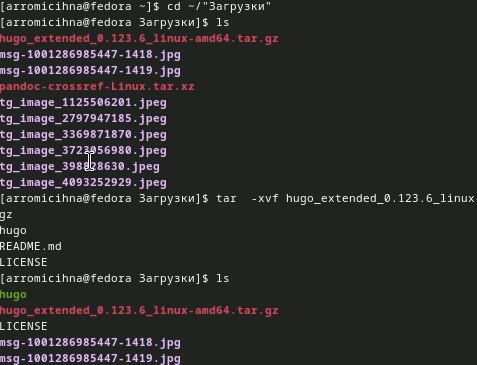 [arromicihna@fedora ~]$ cd ~/"Загрузки"
[arromicihna@fedora Загрузки]$ ls
hugo_extended_0.123.6_linux-amd64.tar.gz
msg-1001286985447-1418.jpg
msg-1001286985447-1419.jpg
pandoc-crossref-Linux.tar.xz
tg_image_1125506201.jpeg
tg_image_2797947185.jpeg
tg_image_3369871870.jpeg
tg_image_3723956980.jpeg
tg_image_398828630.jpeg
tg_image_4093252929.jpeg
[arromicihna@fedora Загрузки]$ tar  -xvf hugo_extended_0.123.6_linux-
gz
hugo
README.md
LICENSE
[arromicihna@fedora Загрузки]$ ls
hugo
hugo_extended_0.123.6_linux-amd64.tar.gz
LICENSE
msg-1001286985447-1418.jpg
msg-1001286985447-1419.jpg